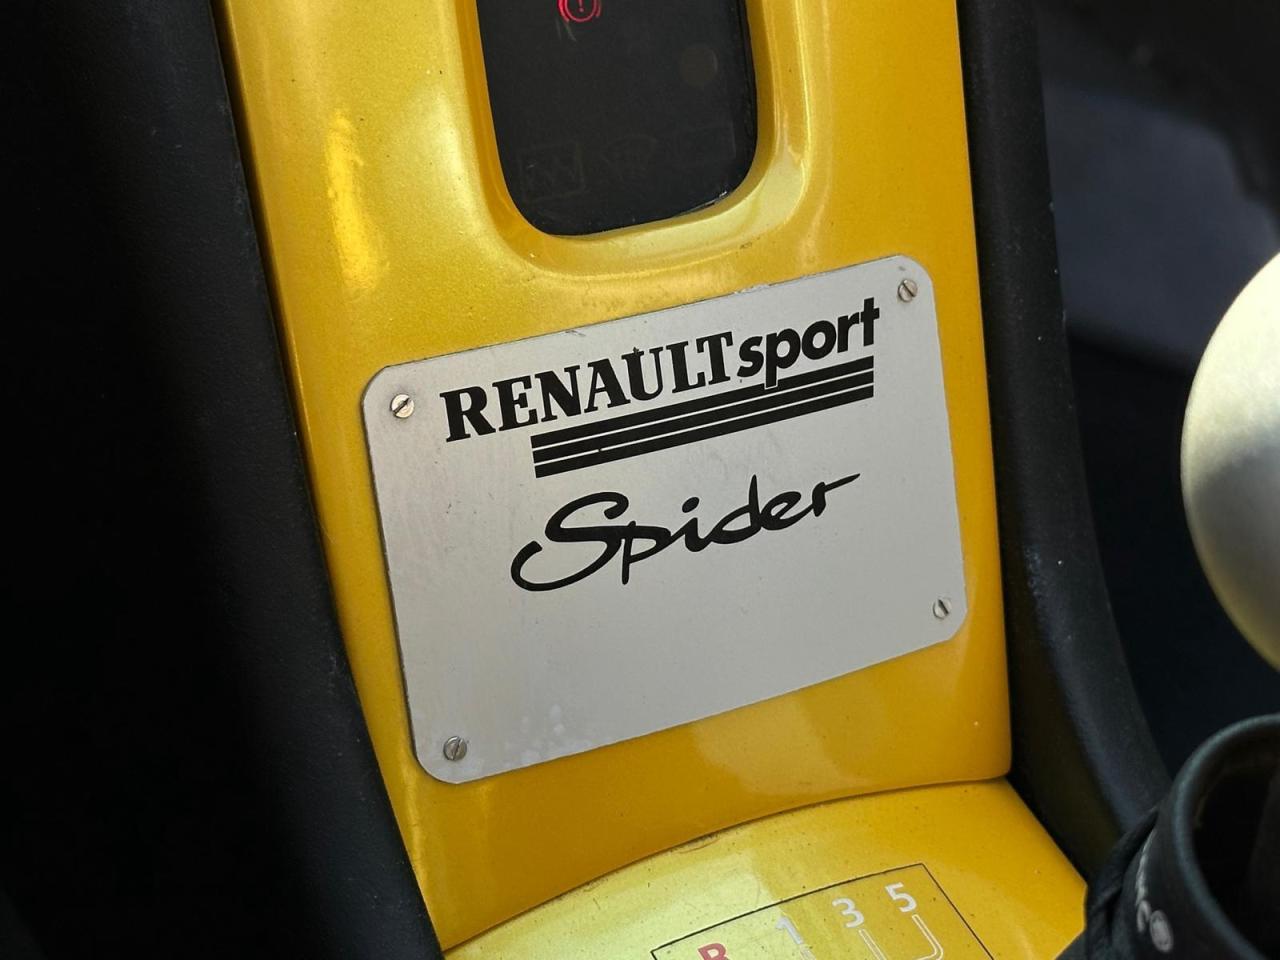 RENAULTsport
Spider
R 1 3 5